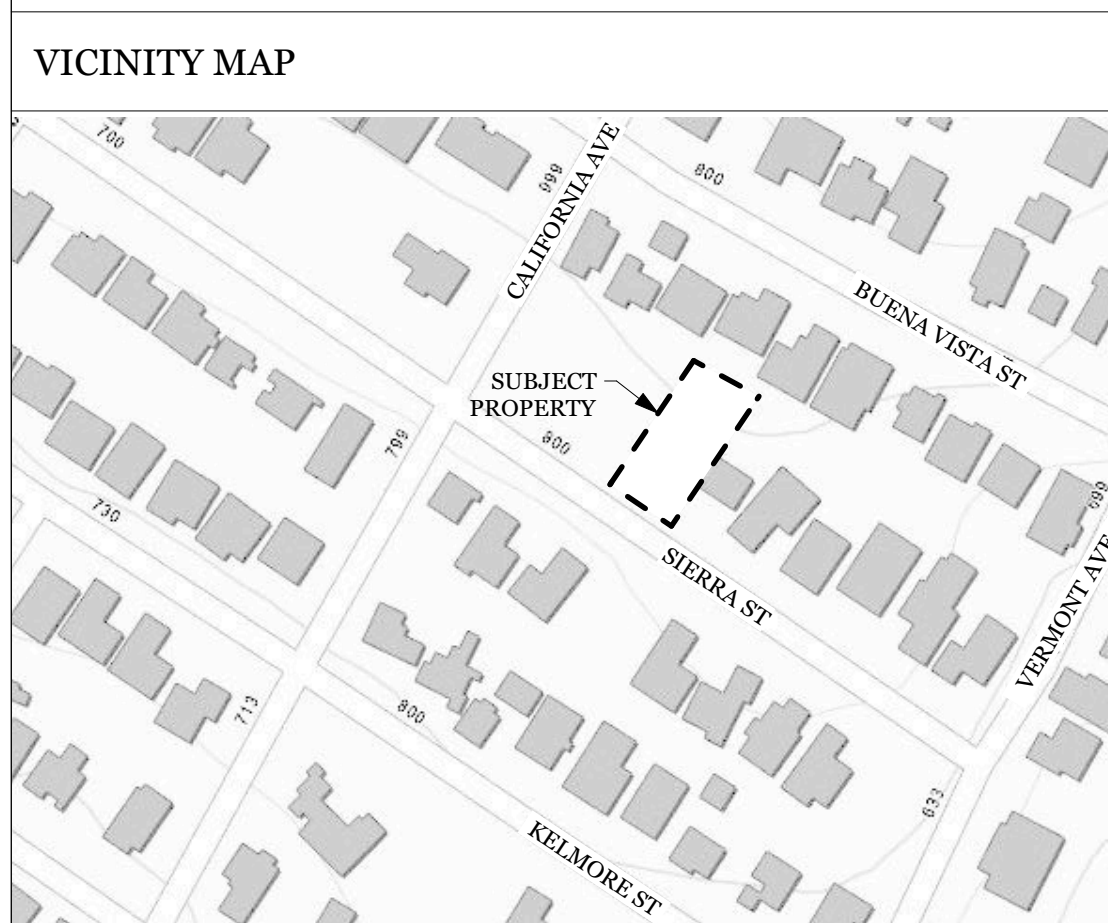 VICINITY MAP
700
999
CALIFORNIA AVE
800
BUENA VISTA ST
SUBJECT
PROPERTY
800
799
699
730
SIERRA ST
VERMONT AVE
713
800
633
KELMORE ST